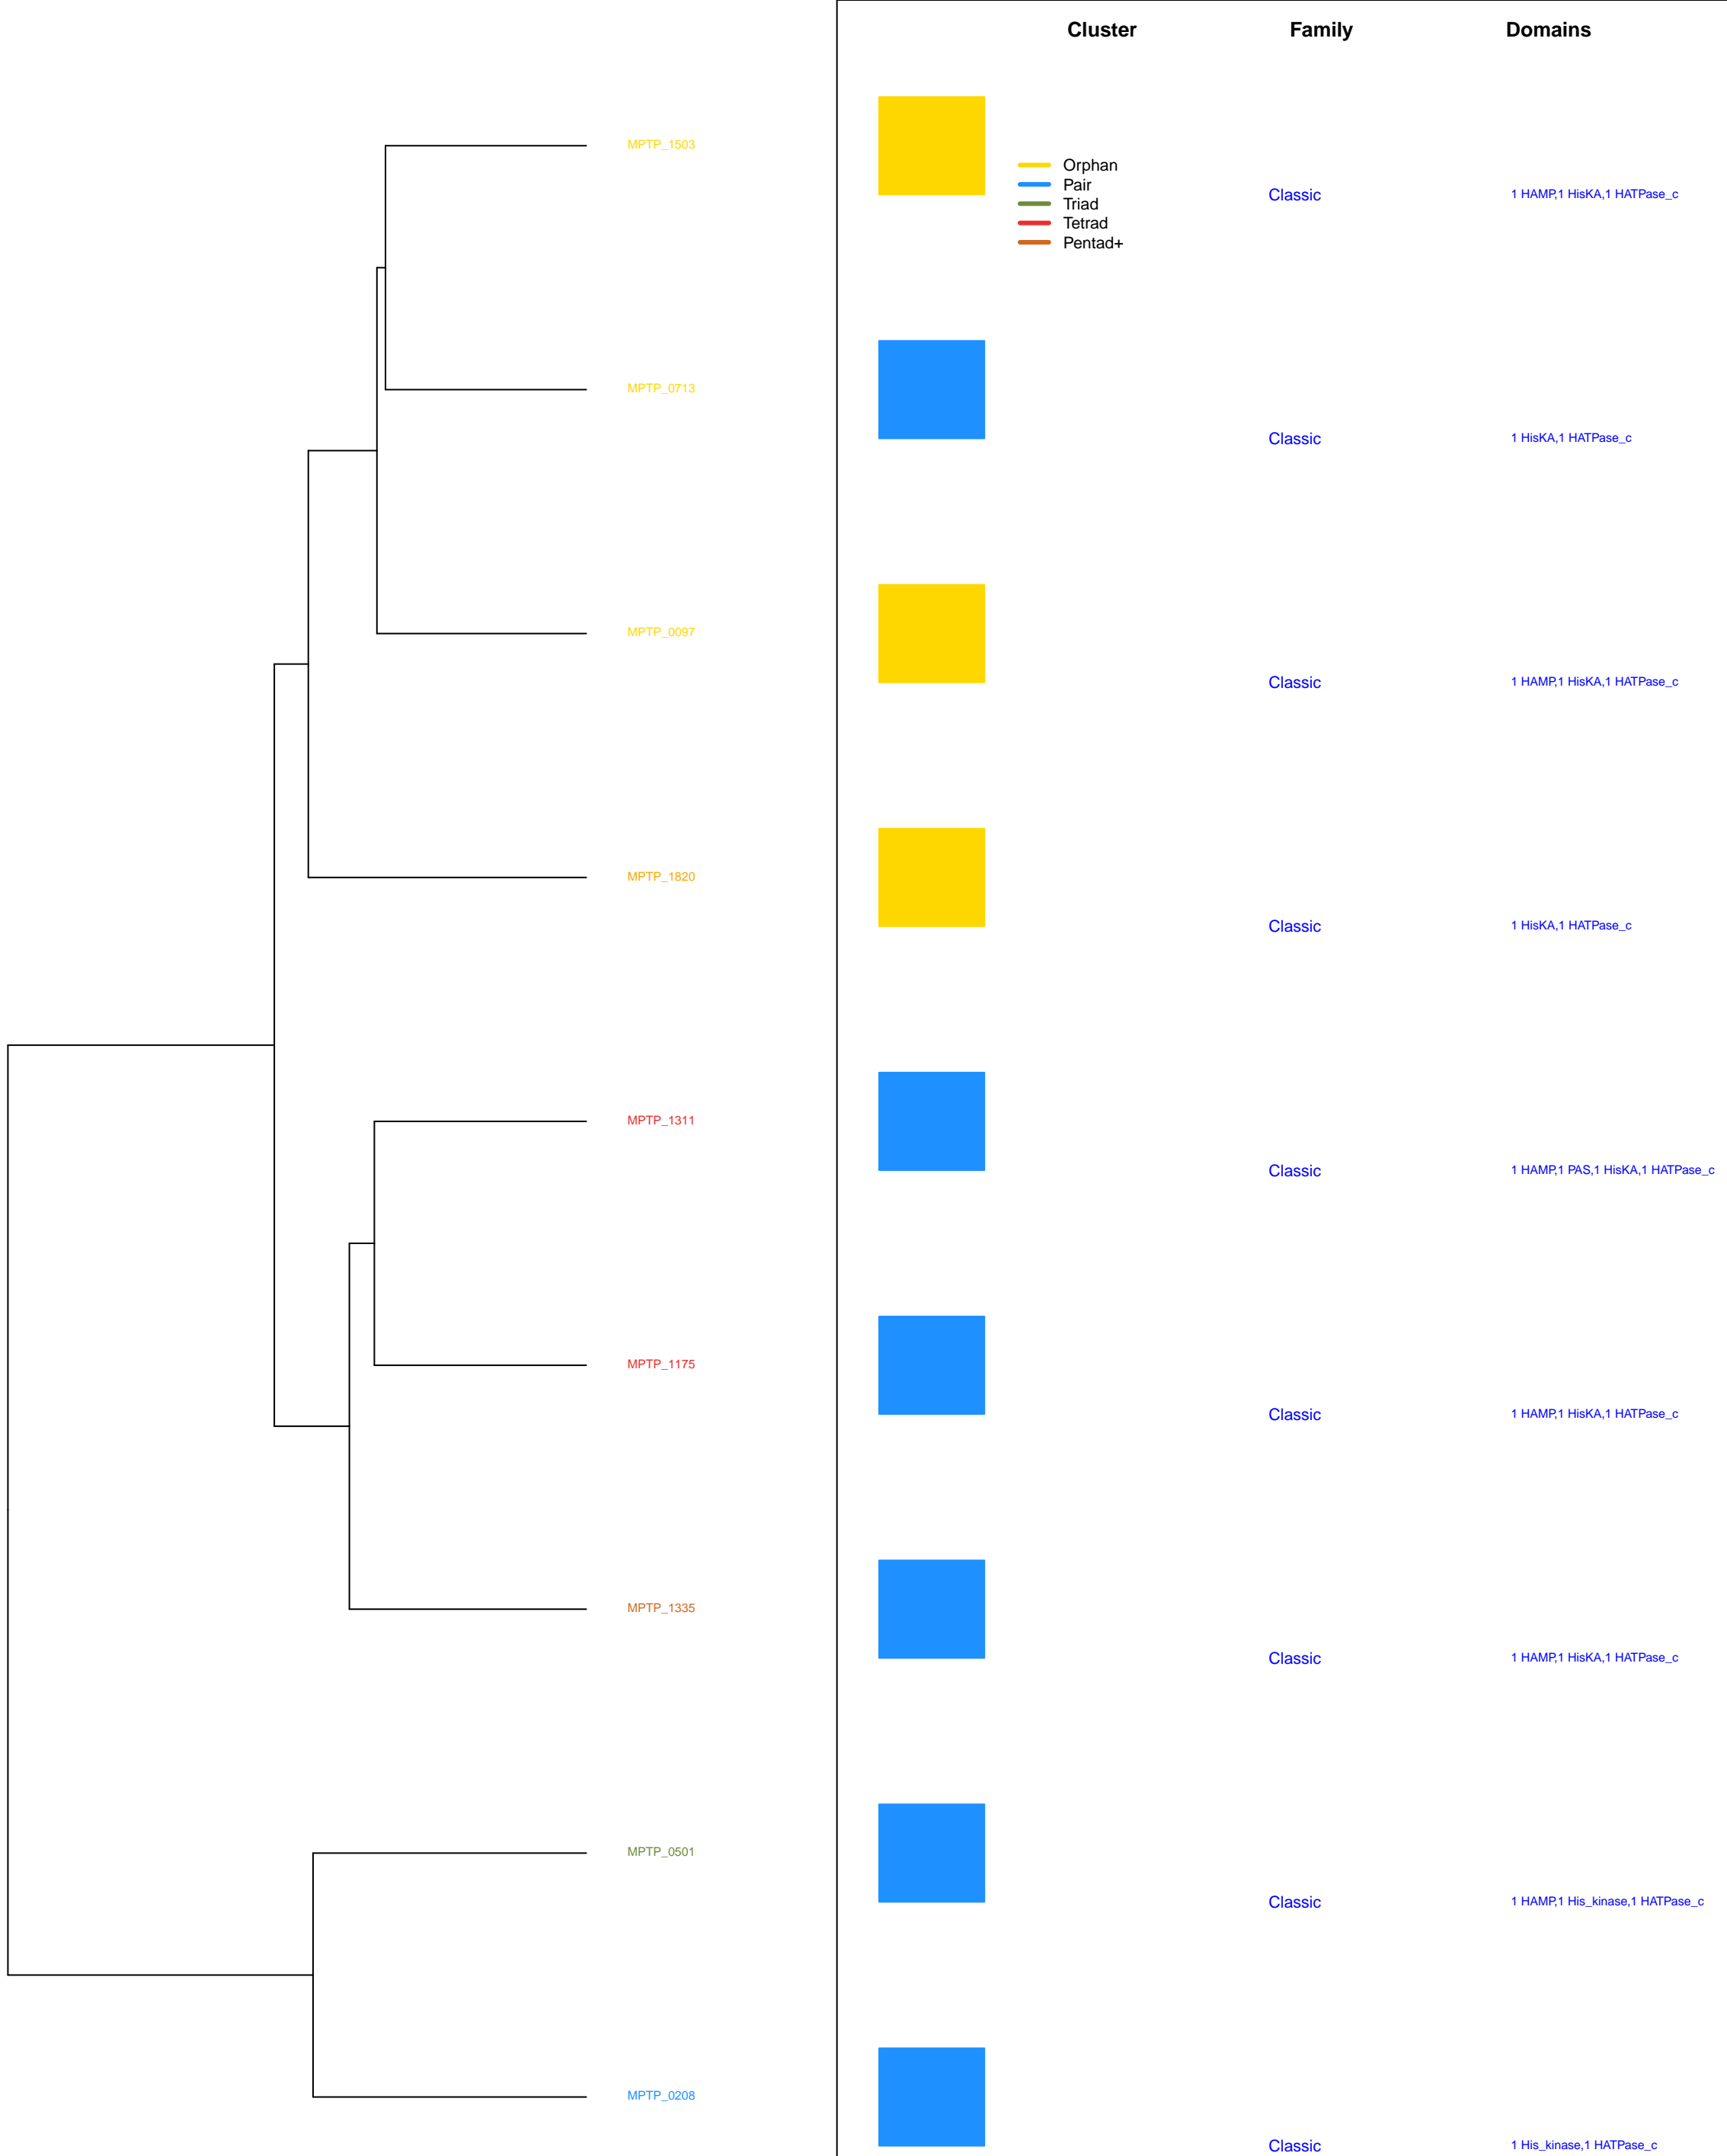 Cluster Family Domains
MPTP_1503
Orphan
Pair
Triad
Tetrad
Pentad+
Classic 1 HAMP,1 HisKA,1 HATPase_c
MPTP_0713
Classic 1 HisKA,1 HATPase_c
MPTP_0097
Classic 1 HAMP,1 HisKA,1 HATPase_c
MPTP_1820
Classic 1 HisKA,1 HATPase_c
MPTP_1311
Classic 1 HAMP,1 PAS,1 HisKA,1 HATPase_c
MPTP_1175
Classic 1 HAMP,1 HisKA,1 HATPase_c
MPTP_1335
Classic 1 HAMP,1 HisKA,1 HATPase_c
MPTP_0501
Classic 1 HAMP,1 His_kinase,1 HATPase_c
MPTP_0208
Classic 1 His_kinase,1 HATPase_c